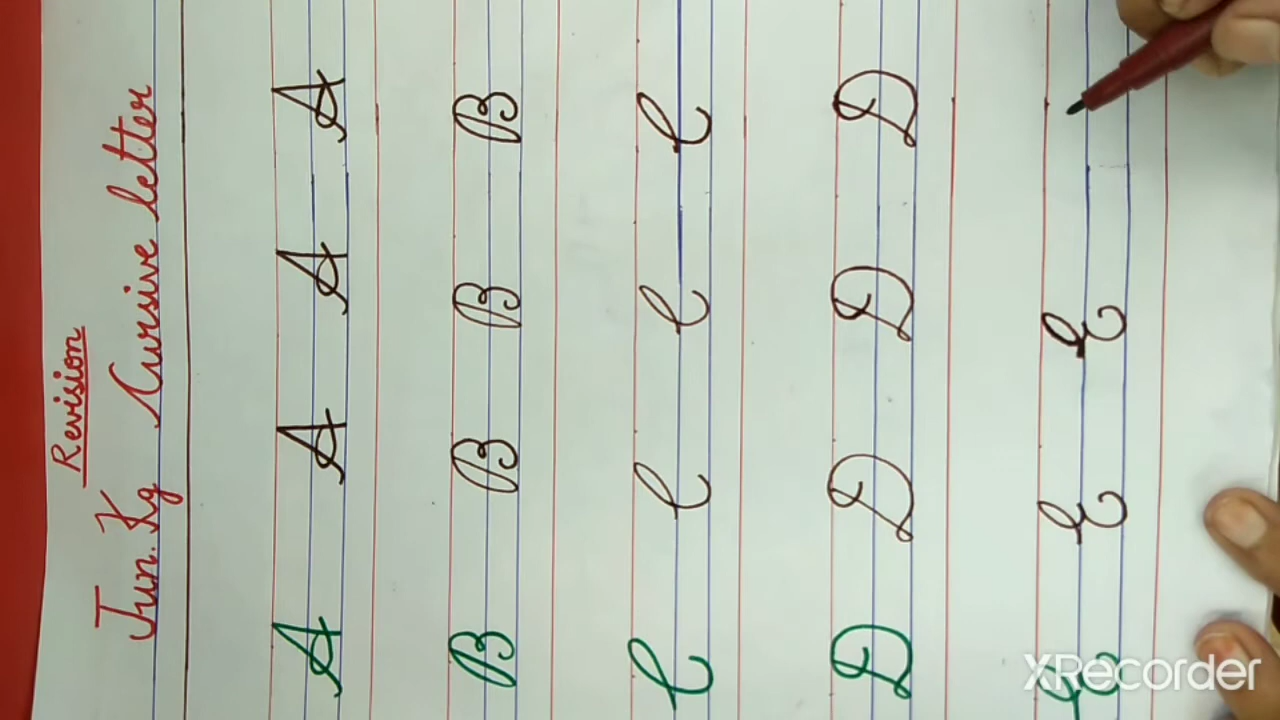 Revision
Jun. Kg Cursive letter
A A A A
B B B B
C C C C
D D D D
E E E
XRecorder